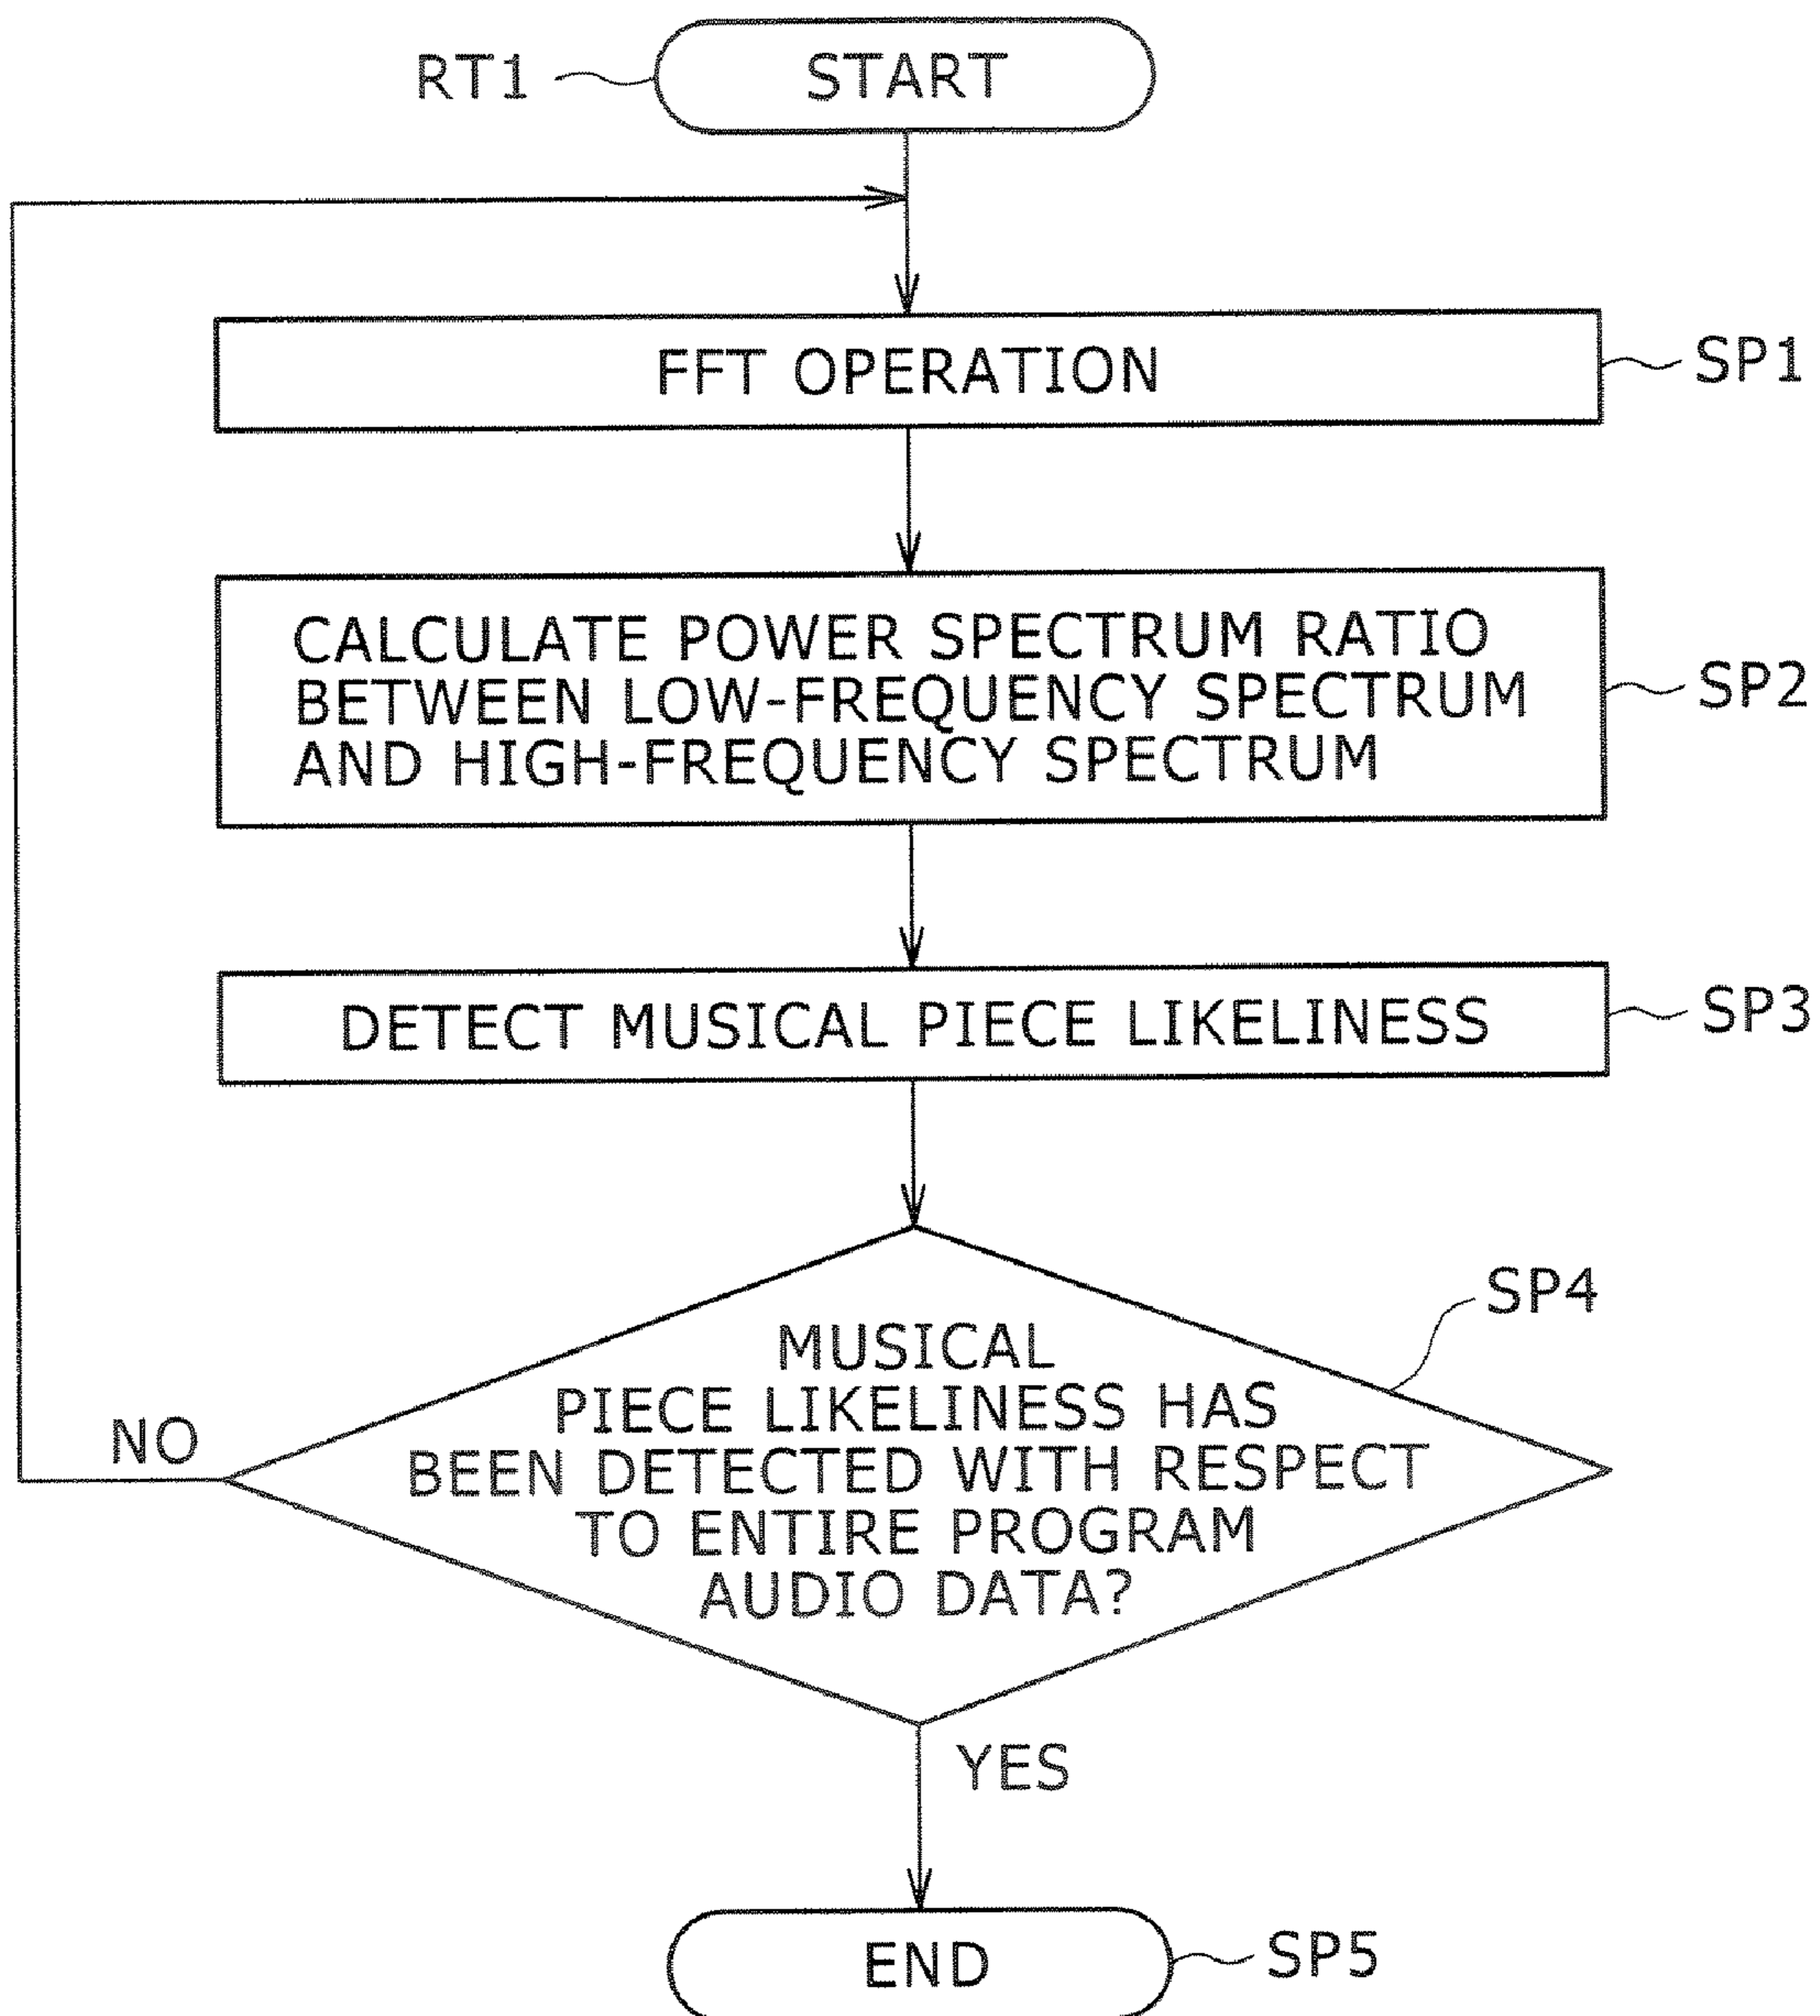 RT1
START
FFT OPERATION
SP1
CALCULATE POWER SPECTRUM RATIO
BETWEEN LOW-FREQUENCY SPECTRUM
AND HIGH-FREQUENCY SPECTRUM
SP2
DETECT MUSICAL PIECE LIKELINESS
SP3
SP4
MUSICAL
PIECE LIKELINESS HAS
BEEN DETECTED WITH RESPECT
TO ENTIRE PROGRAM
AUDIO DATA?
NO
YES
END
SP5